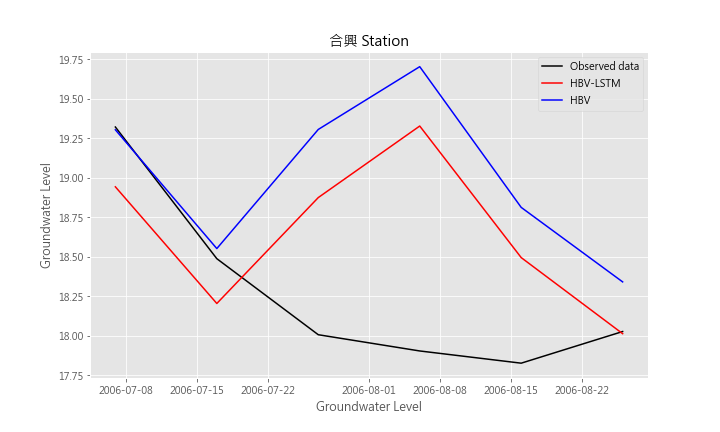 合興 Station
Observed data
HBV-LSTM
HBV
Groundwater Level
19.75
19.50
19.25
19.00
18.75
18.50
18.25
18.00
17.75
2006-07-08 2006-07-15 2006-07-22 2006-08-01 2006-08-08 2006-08-15 2006-08-22
Groundwater Level